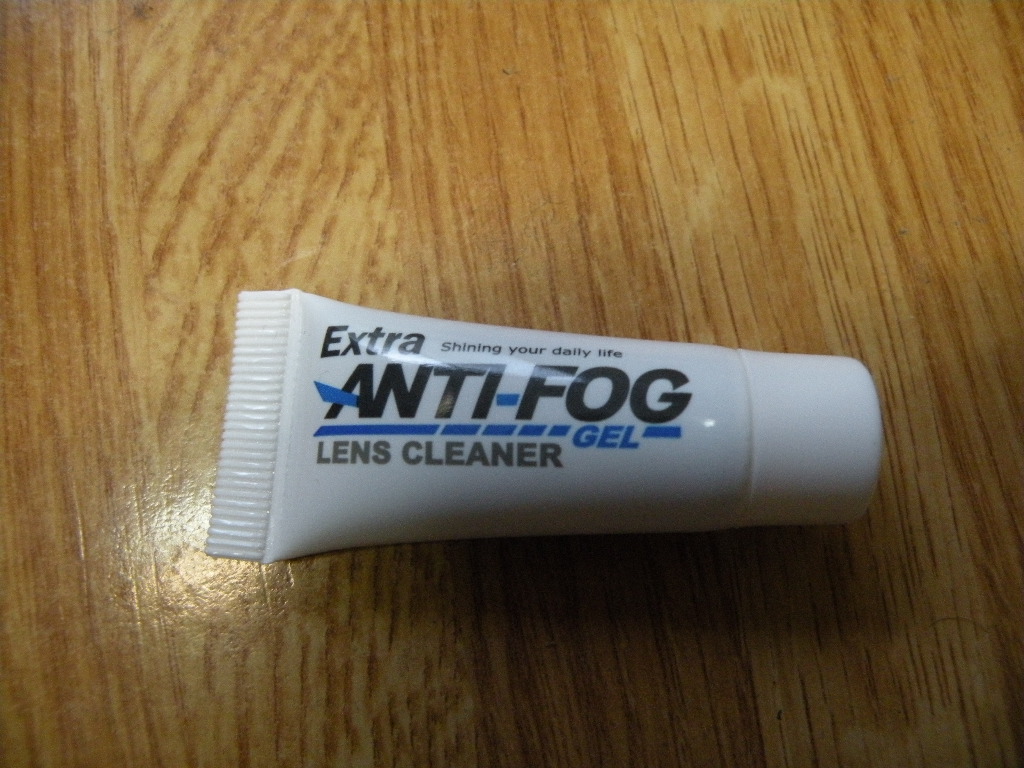 Extra Shining your daily life
ANTI-FOG
GEL
LENS CLEANER